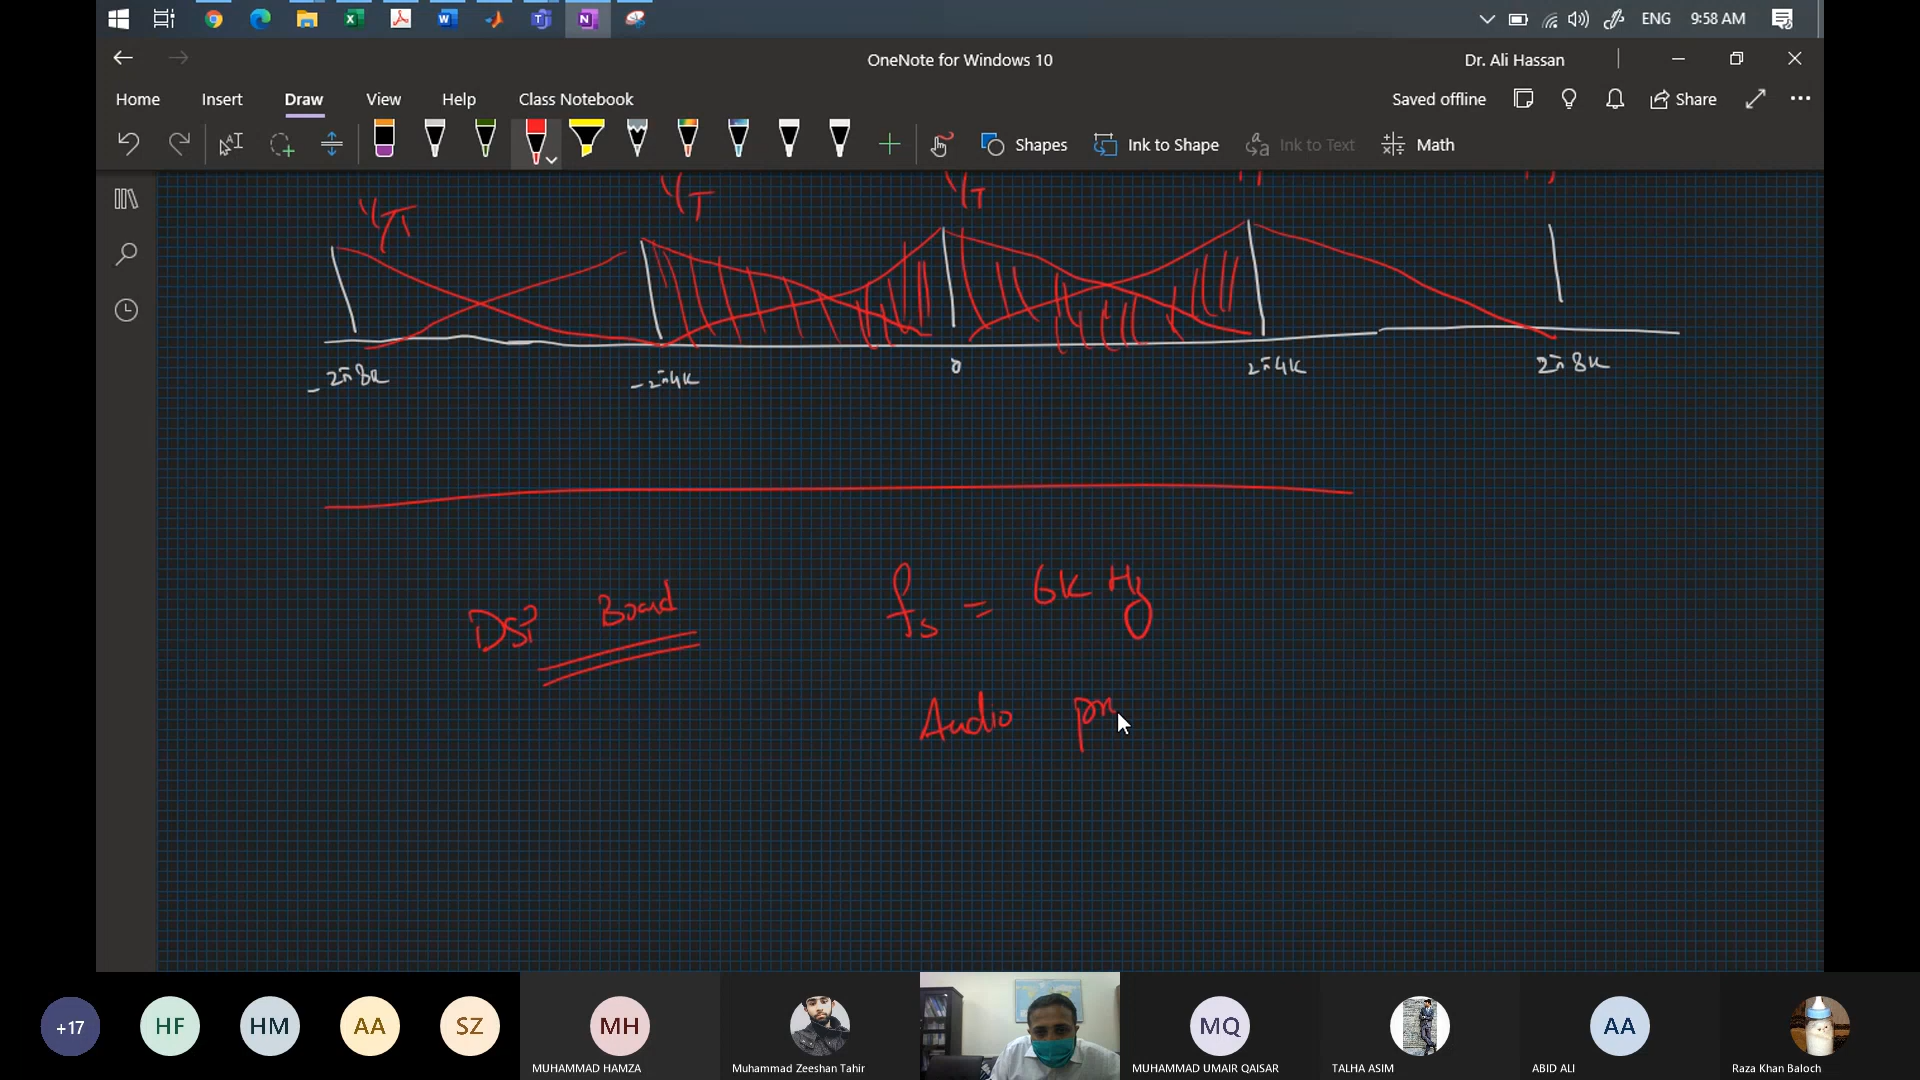 ENG 9:58 AM
OneNote for Windows 10
Dr. Ali Hassan
Home Insert Draw View Help Class Notebook
Saved offline Share
Shapes Ink to Shape Ink to Text Math
1/T 1/T 1/T
-2π8K -2π4K 0 2π4K 2π8K
DSP Board
fs = 6K Hz
Audio
+17 HF HM AA SZ MH MQ AA
MUHAMMAD HAMZA Muhammad Zeeshan Tahir MUHAMMAD UMAIR QAISAR TALHA ASIM ABID ALI Raza Khan Baloch